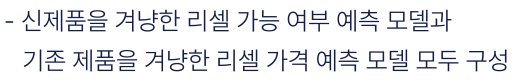 - 신제품을 겨냥한 리셀 가능 여부 예측 모델과
기존 제품을 겨냥한 리셀 가격 예측 모델 모두 구성